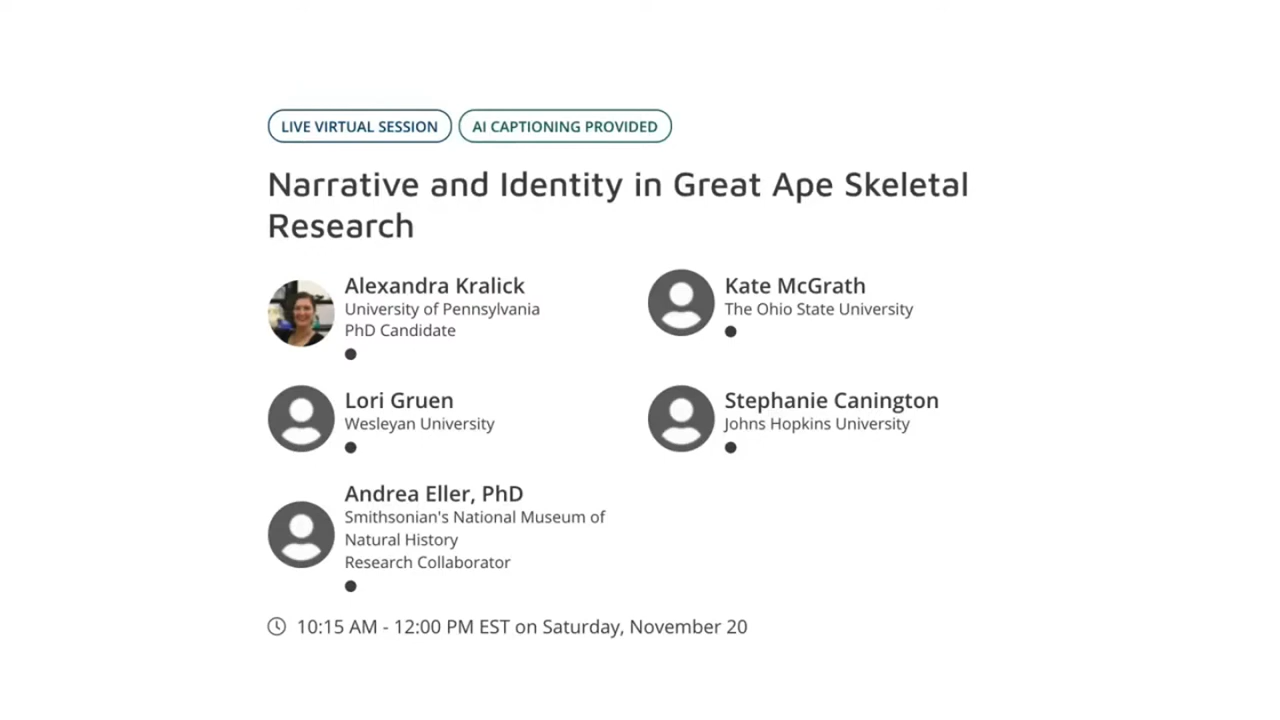 LIVE VIRTUAL SESSION
AI CAPTIONING PROVIDED
Narrative and Identity in Great Ape Skeletal
Research
Alexandra Kralick
University of Pennsylvania
PhD Candidate
Kate McGrath
The Ohio State University
Lori Gruen
Wesleyan University
Stephanie Canington
Johns Hopkins University
Andrea Eller, PhD
Smithsonian's National Museum of
Natural History
Research Collaborator
10:15 AM - 12:00 PM EST on Saturday, November 20